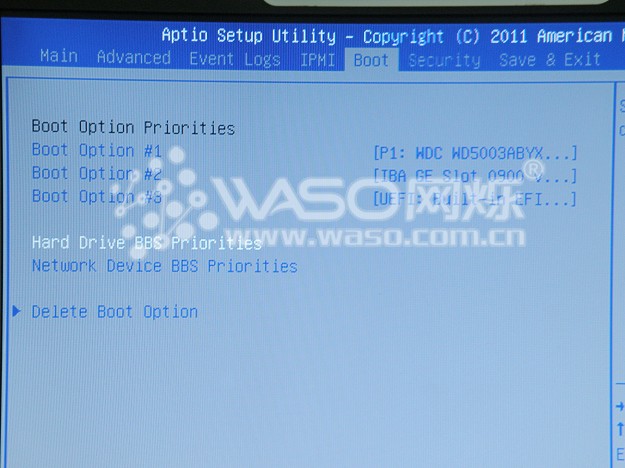 Aptio Setup Utility - Copyright (C) 2011 American
Main Advanced Event Logs IPMI Boot Security Save & Exit
Boot Option Priorities
Boot Option #1 [P1: WDC WD5003ABYX...]
Boot Option #2 [IBA GE Slot 0900 v...]
Boot Option #3 [UEFI: Built-in EFI...]
WASO网烁®
www.waso.com.cn
Hard Drive BBS Priorities
Network Device BBS Priorities
Delete Boot Option